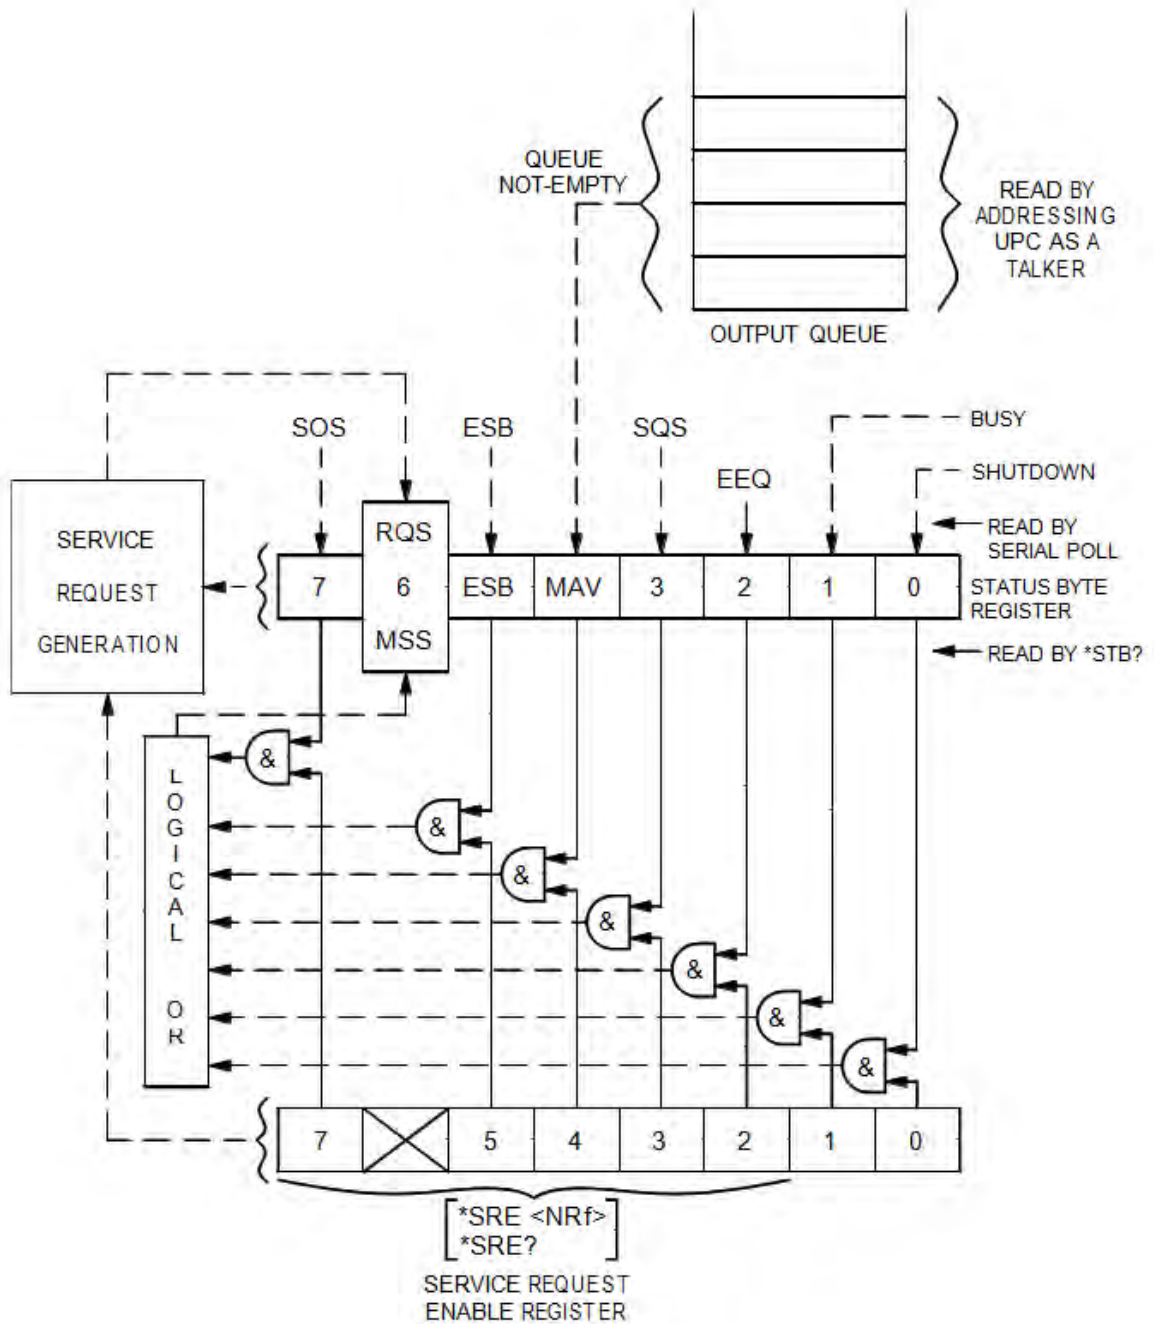 QUEUE
NOT-EMPTY
READ BY
ADDRESSING
UPC AS A
TALKER
OUTPUT QUEUE
SOS
ESB
SQS
BUSY
EEQ
SHUTDOWN
SERVICE
REQUEST
GENERATION
RQS
READ BY
SERIAL POLL
7
6
ESB
MAV
3
2
1
0
STATUS BYTE
REGISTER
MSS
READ BY *STB?
LOGICAL OR
&
&
&
&
&
&
&
7
5
4
3
2
1
0
*SRE <NRf>
*SRE?
SERVICE REQUEST
ENABLE REGISTER